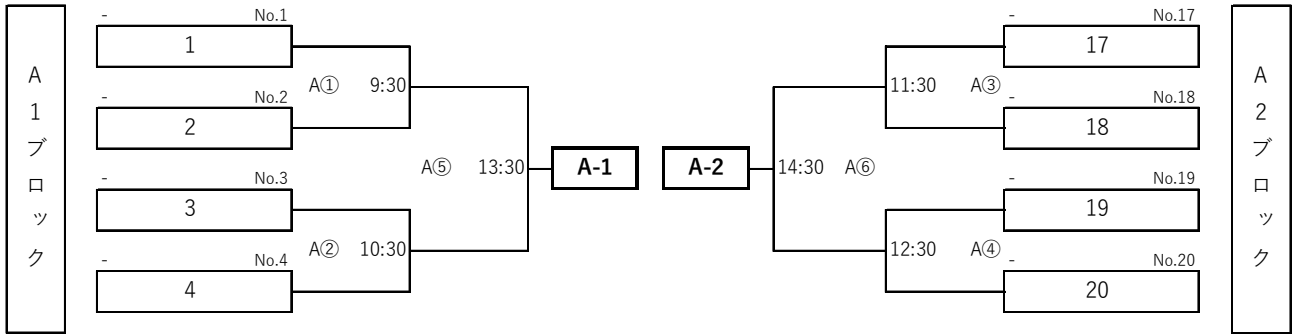 A1ブロック
- No.1
1
A① 9:30
- No.2
2
A⑤ 13:30
A-1
- No.3
3
A② 10:30
- No.4
4
- No.17
17
11:30 A③
- No.18
18
A-2
14:30 A⑥
- No.19
19
12:30 A④
- No.20
20
A2ブロック